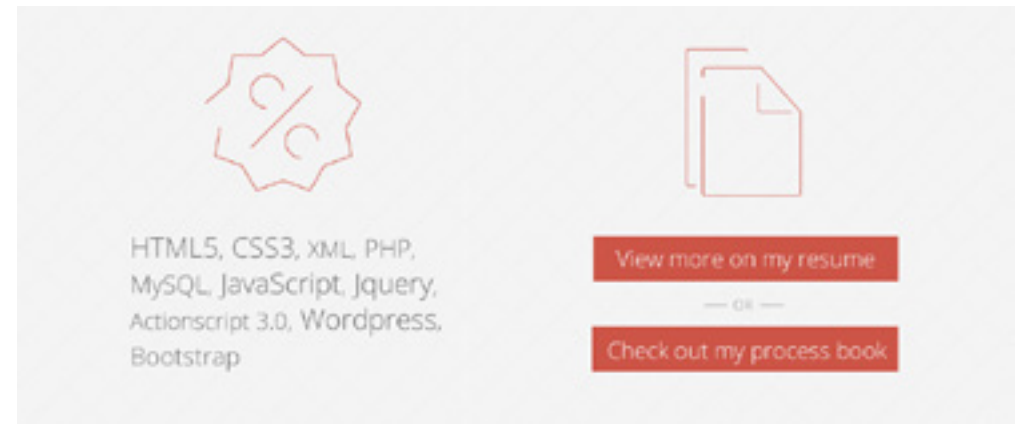 HTML5, CSS3, XML, PHP,
MySQL, JavaScript, Jquery,
Actionscript 3.0, Wordpress,
Bootstrap
View more on my resume
OR
Check out my process book